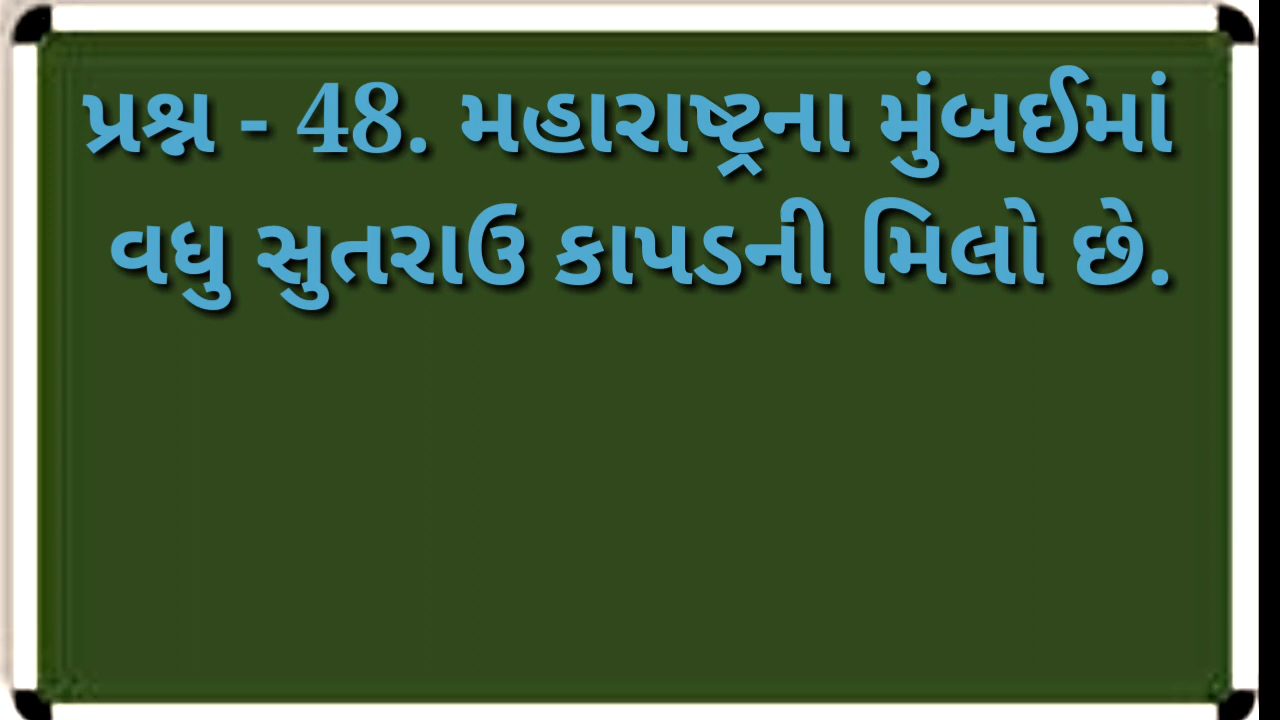 પ્રશ્ન - 48. મહારાષ્ટ્રના મુંબઈમાં
વધુ સુતરાઉ કાપડની મિલો છે.